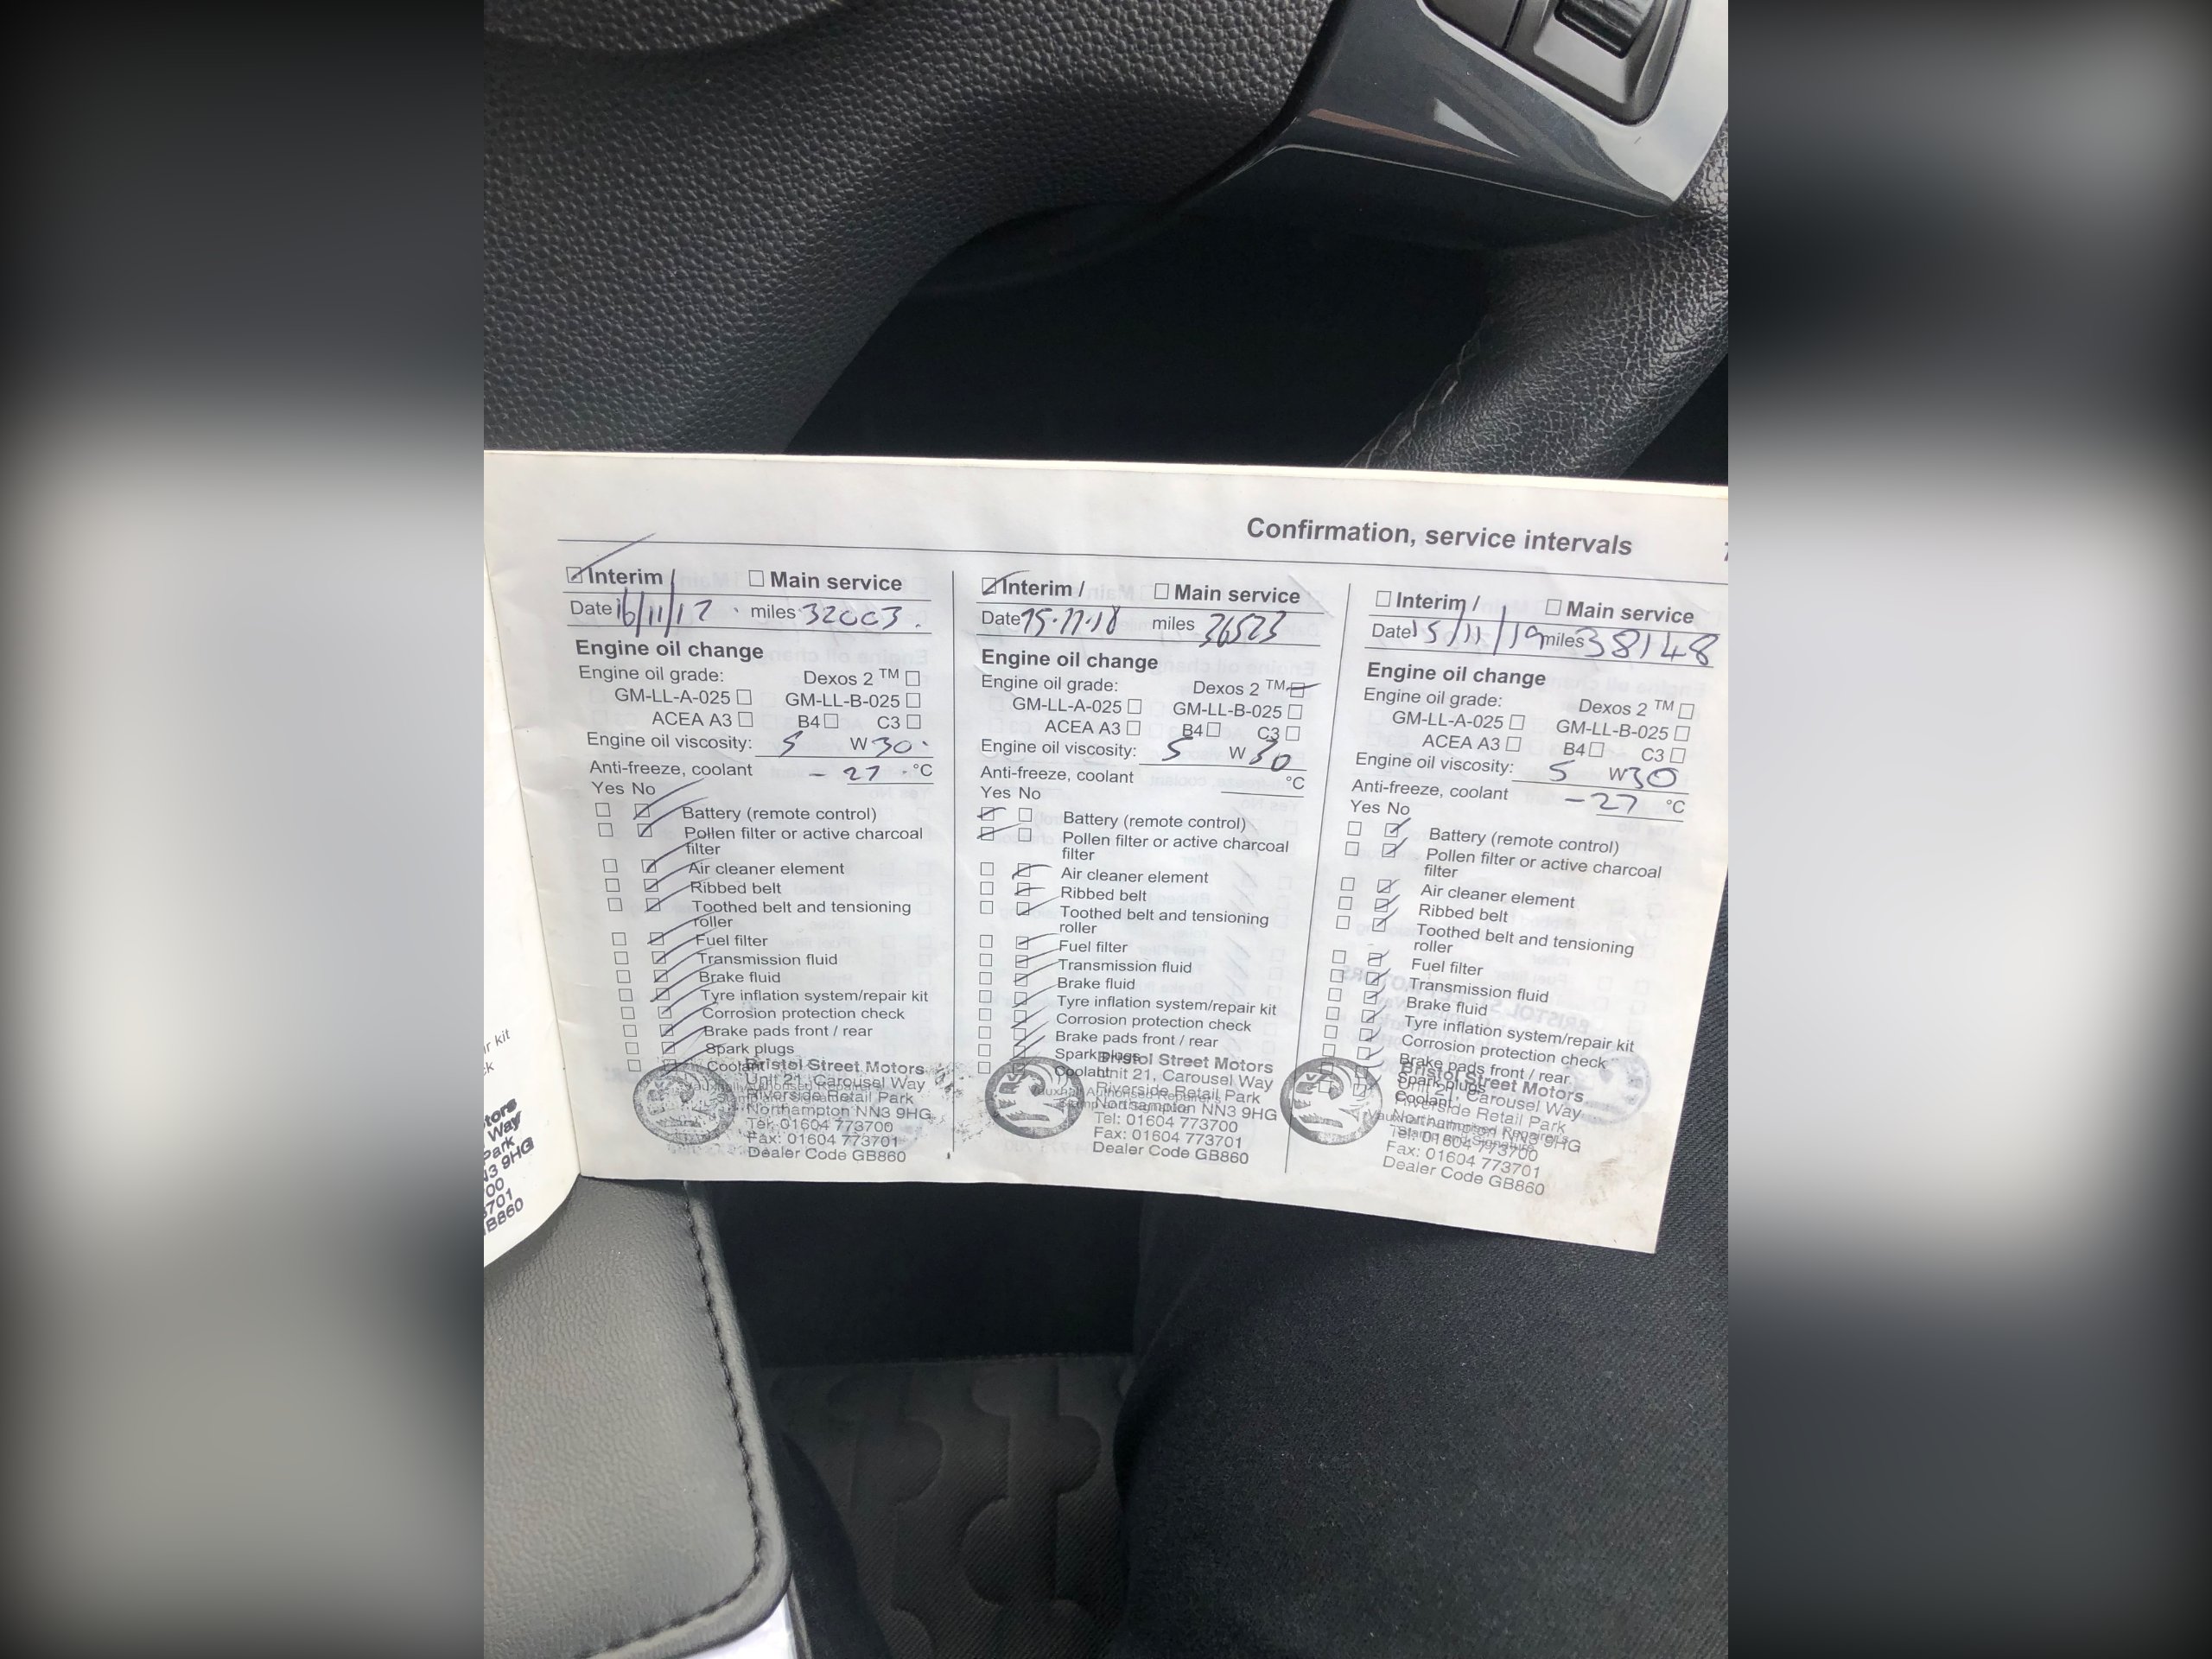 Confirmation, service intervals
Interim / Main service
Date 16/11/17 miles 32003
Engine oil change
Engine oil grade: Dexos 2 TM
GM-LL-A-025 GM-LL-B-025
ACEA A3 B4 C3
Engine oil viscosity: 5 W 30
Anti-freeze, coolant -27 °C
Yes No
Battery (remote control)
Pollen filter or active charcoal
filter
Air cleaner element
Ribbed belt
Toothed belt and tensioning
roller
Fuel filter
Transmission fluid
Brake fluid
Tyre inflation system/repair kit
Corrosion protection check
Brake pads front / rear
Spark plugs
Coolant
Bristol Street Motors
Unit 21, Carousel Way
Riverside Retail Park
Northampton NN3 9HG
Tel: 01604 773700
Fax: 01604 773701
Dealer Code GB860
Interim / Main service
Date 15.11.18 miles 36523
Engine oil change
Engine oil grade: Dexos 2 TM
GM-LL-A-025 GM-LL-B-025
ACEA A3 B4 C3
Engine oil viscosity: 5 W 30
Anti-freeze, coolant °C
Yes No
Battery (remote control)
Pollen filter or active charcoal
filter
Air cleaner element
Ribbed belt
Toothed belt and tensioning
roller
Fuel filter
Transmission fluid
Brake fluid
Tyre inflation system/repair kit
Corrosion protection check
Brake pads front / rear
Spark plugs
Coolant
Bristol Street Motors
Unit 21, Carousel Way
Riverside Retail Park
Northampton NN3 9HG
Tel: 01604 773700
Fax: 01604 773701
Dealer Code GB860
Interim / Main service
Date 15/11/19 miles 38148
Engine oil change
Engine oil grade: Dexos 2 TM
GM-LL-A-025 GM-LL-B-025
ACEA A3 B4 C3
Engine oil viscosity: 5 W 30
Anti-freeze, coolant -27 °C
Yes No
Battery (remote control)
Pollen filter or active charcoal
filter
Air cleaner element
Ribbed belt
Toothed belt and tensioning
roller
Fuel filter
Transmission fluid
Brake fluid
Tyre inflation system/repair kit
Corrosion protection check
Brake pads front / rear
Spark plugs
Coolant
Bristol Street Motors
Unit 21, Carousel Way
Riverside Retail Park
Northampton NN3 9HG
Tel: 01604 773700
Fax: 01604 773701
Dealer Code GB860